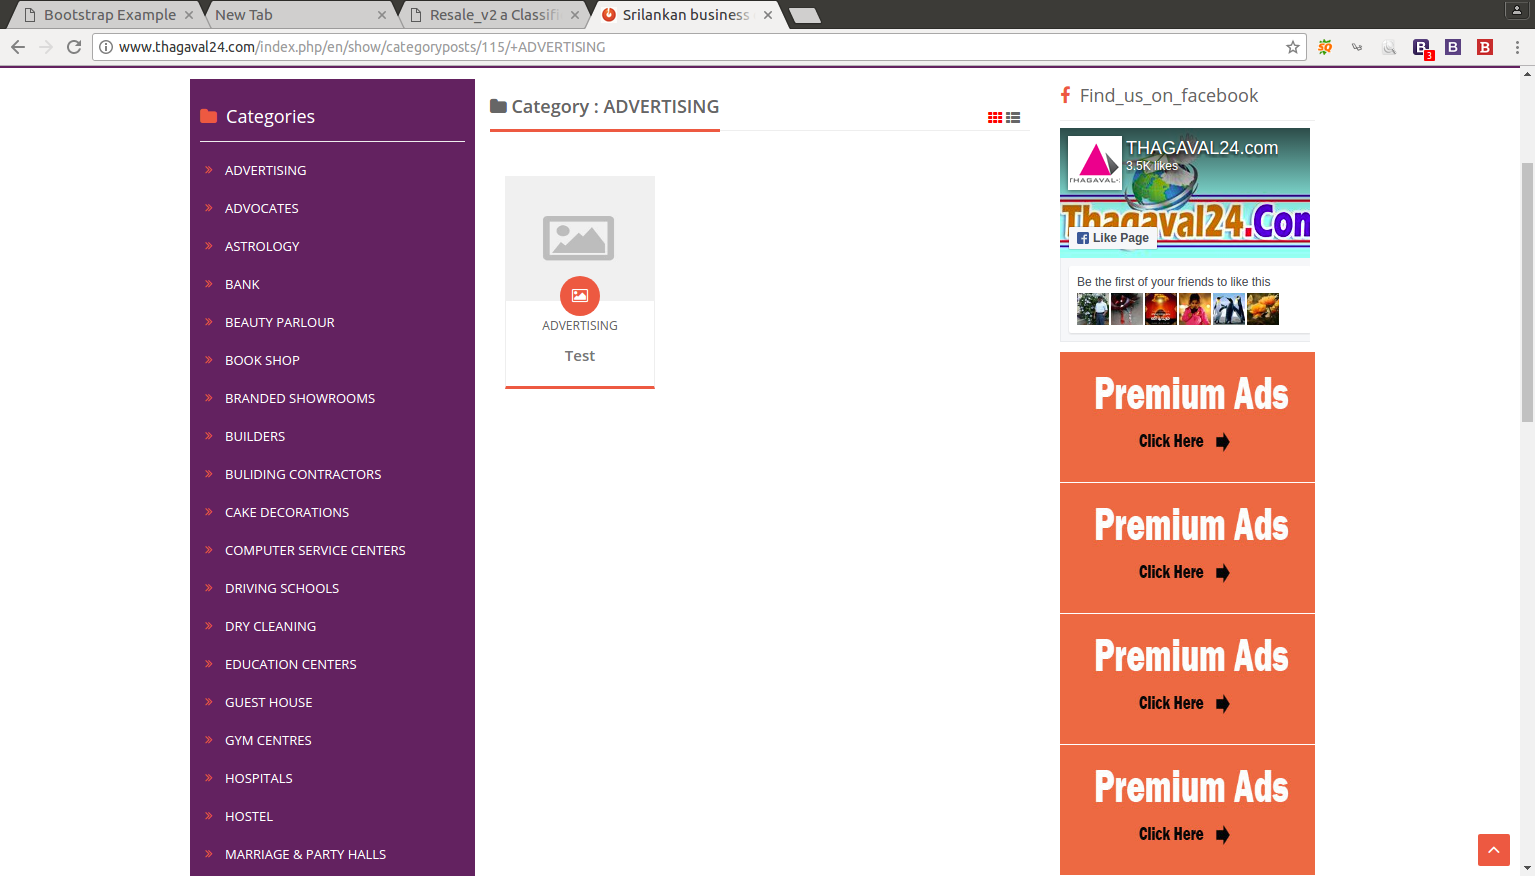 Bootstrap Example
New Tab
Resale_v2 a Classifi
Srilankan business
www.thagaval24.com/index.php/en/show/categoryposts/115/+ADVERTISING
SQ
B
3
B
B
Categories
ADVERTISING
ADVOCATES
ASTROLOGY
BANK
BEAUTY PARLOUR
BOOK SHOP
BRANDED SHOWROOMS
BUILDERS
BULIDING CONTRACTORS
CAKE DECORATIONS
COMPUTER SERVICE CENTERS
DRIVING SCHOOLS
DRY CLEANING
EDUCATION CENTERS
GUEST HOUSE
GYM CENTRES
HOSPITALS
HOSTEL
MARRIAGE & PARTY HALLS
Category : ADVERTISING
ADVERTISING
Test
Find_us_on_facebook
THAGAVAL24.com
3.5K likes
THAGAVAL-
Thagaval24.Com
Like Page
Be the first of your friends to like this
Premium Ads
Click Here
Premium Ads
Click Here
Premium Ads
Click Here
Premium Ads
Click Here